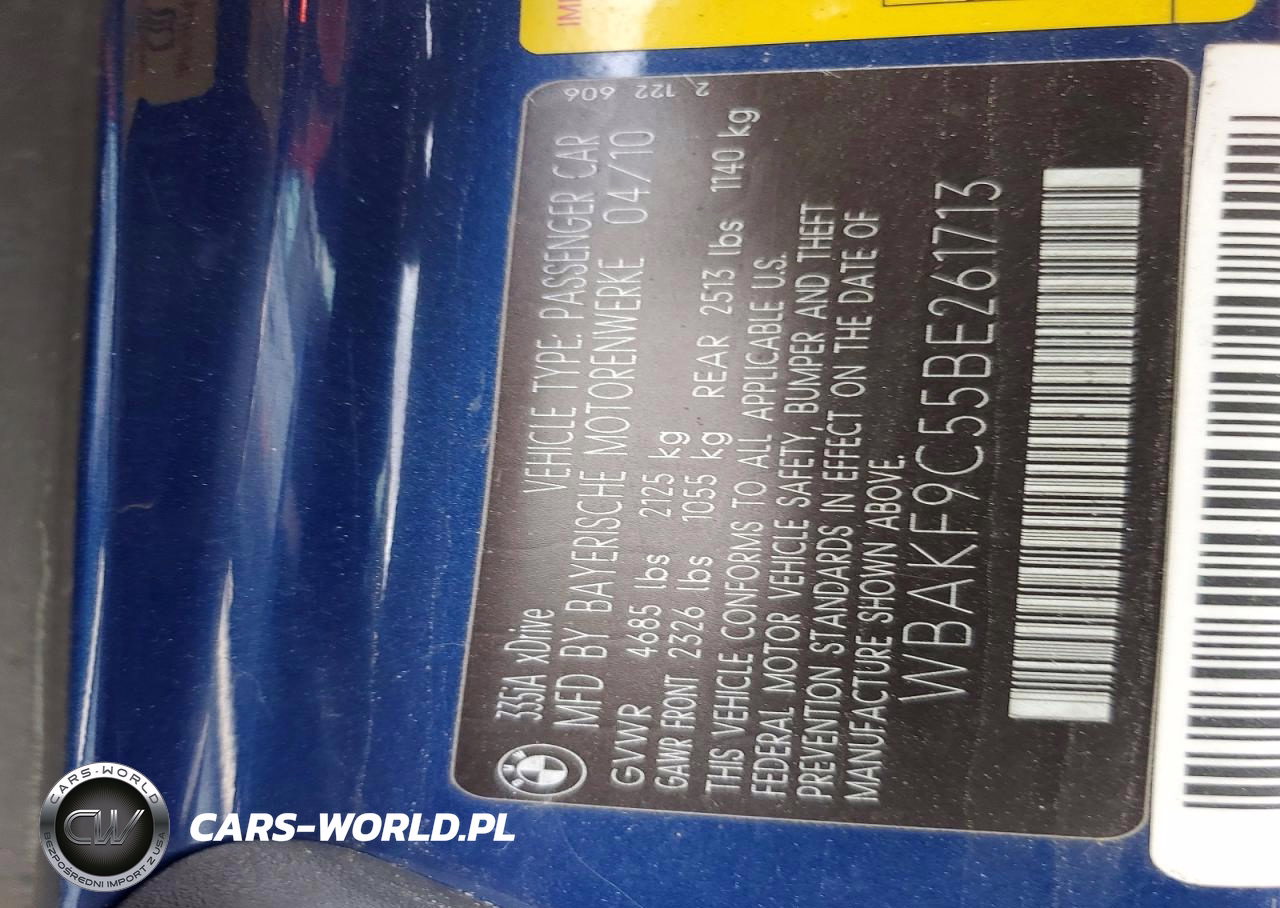 335iA xDrive VEHICLE TYPE: PASSENGER CAR
MFD BY BAYERISCHE MOTORENWERKE 04/10
GVWR 4685 lbs 2125 kg
GAWR FRONT 2326 lbs 1055 kg REAR 2513 lbs 1140 kg
THIS VEHICLE CONFORMS TO ALL APPLICABLE U.S.
FEDERAL MOTOR VEHICLE SAFETY, BUMPER AND THEFT
PREVENTION STANDARDS IN EFFECT ON THE DATE OF
MANUFACTURE SHOWN ABOVE.
WBAKF9C55BE261713
2 122 606
CARS-WORLD
CW
BEZPOŚREDNI IMPORT Z USA
CARS-WORLD.PL